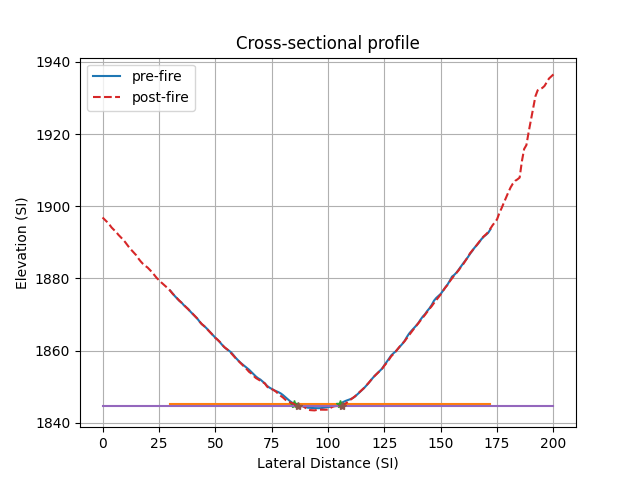 Cross-sectional profile
pre-fire
post-fire
1940
1920
1900
1880
1860
1840
Elevation (SI)
0 25 50 75 100 125 150 175 200
Lateral Distance (SI)